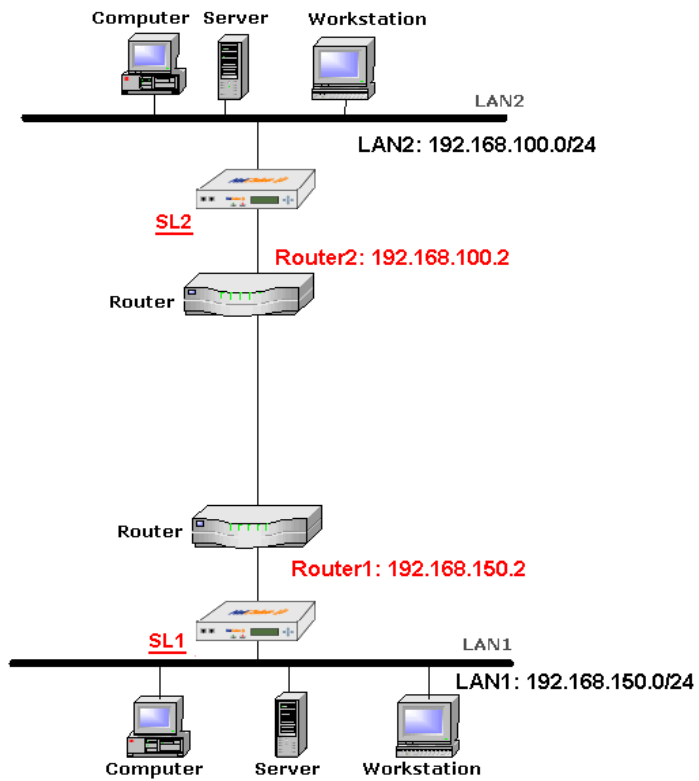 Computer Server Workstation
LAN2
LAN2: 192.168.100.0/24
SL2
Router2: 192.168.100.2
Router
Router
Router1: 192.168.150.2
SL1
LAN1
LAN1: 192.168.150.0/24
Computer Server Workstation